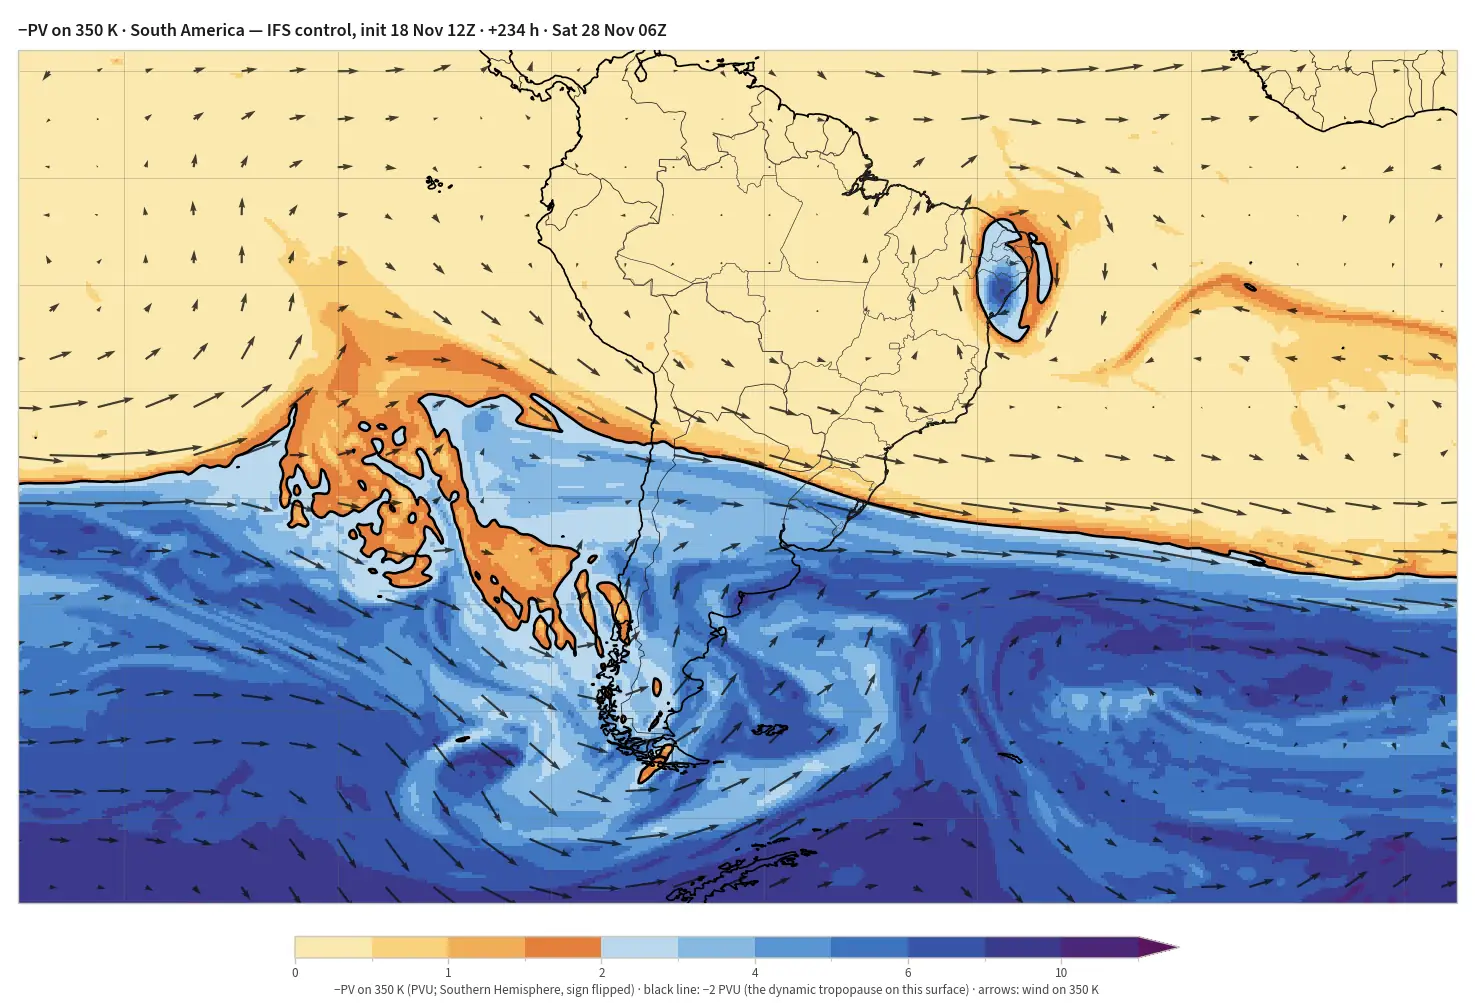 −PV on 350 K · South America — IFS control, init 18 Nov 12Z · +234 h · Sat 28 Nov 06Z
0 1 2 4 6 10
−PV on 350 K (PVU; Southern Hemisphere, sign flipped) · black line: −2 PVU (the dynamic tropopause on this surface) · arrows: wind on 350 K